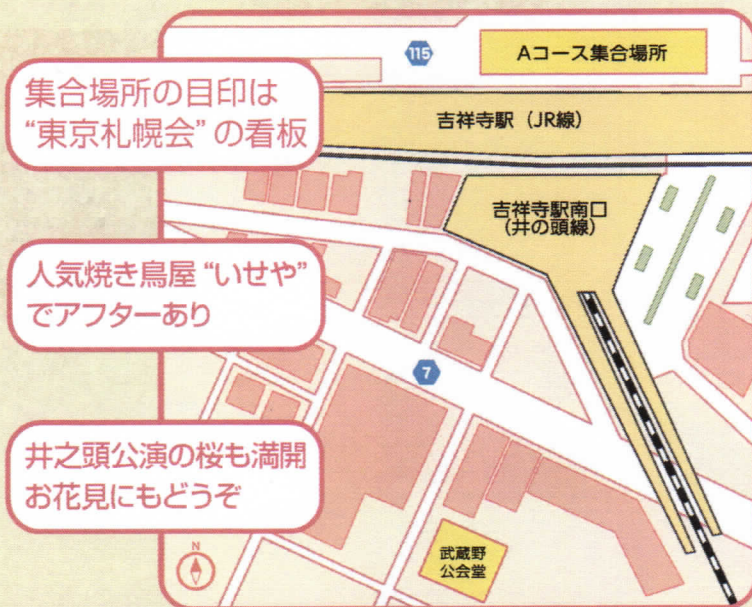 115
Aコース集合場所
集合場所の目印は
“東京札幌会”の看板
吉祥寺駅（JR線）
吉祥寺駅南口
（井の頭線）
人気焼き鳥屋“いせや”
でアフターあり
7
井之頭公演の桜も満開
お花見にもどうぞ
武蔵野
公会堂
N